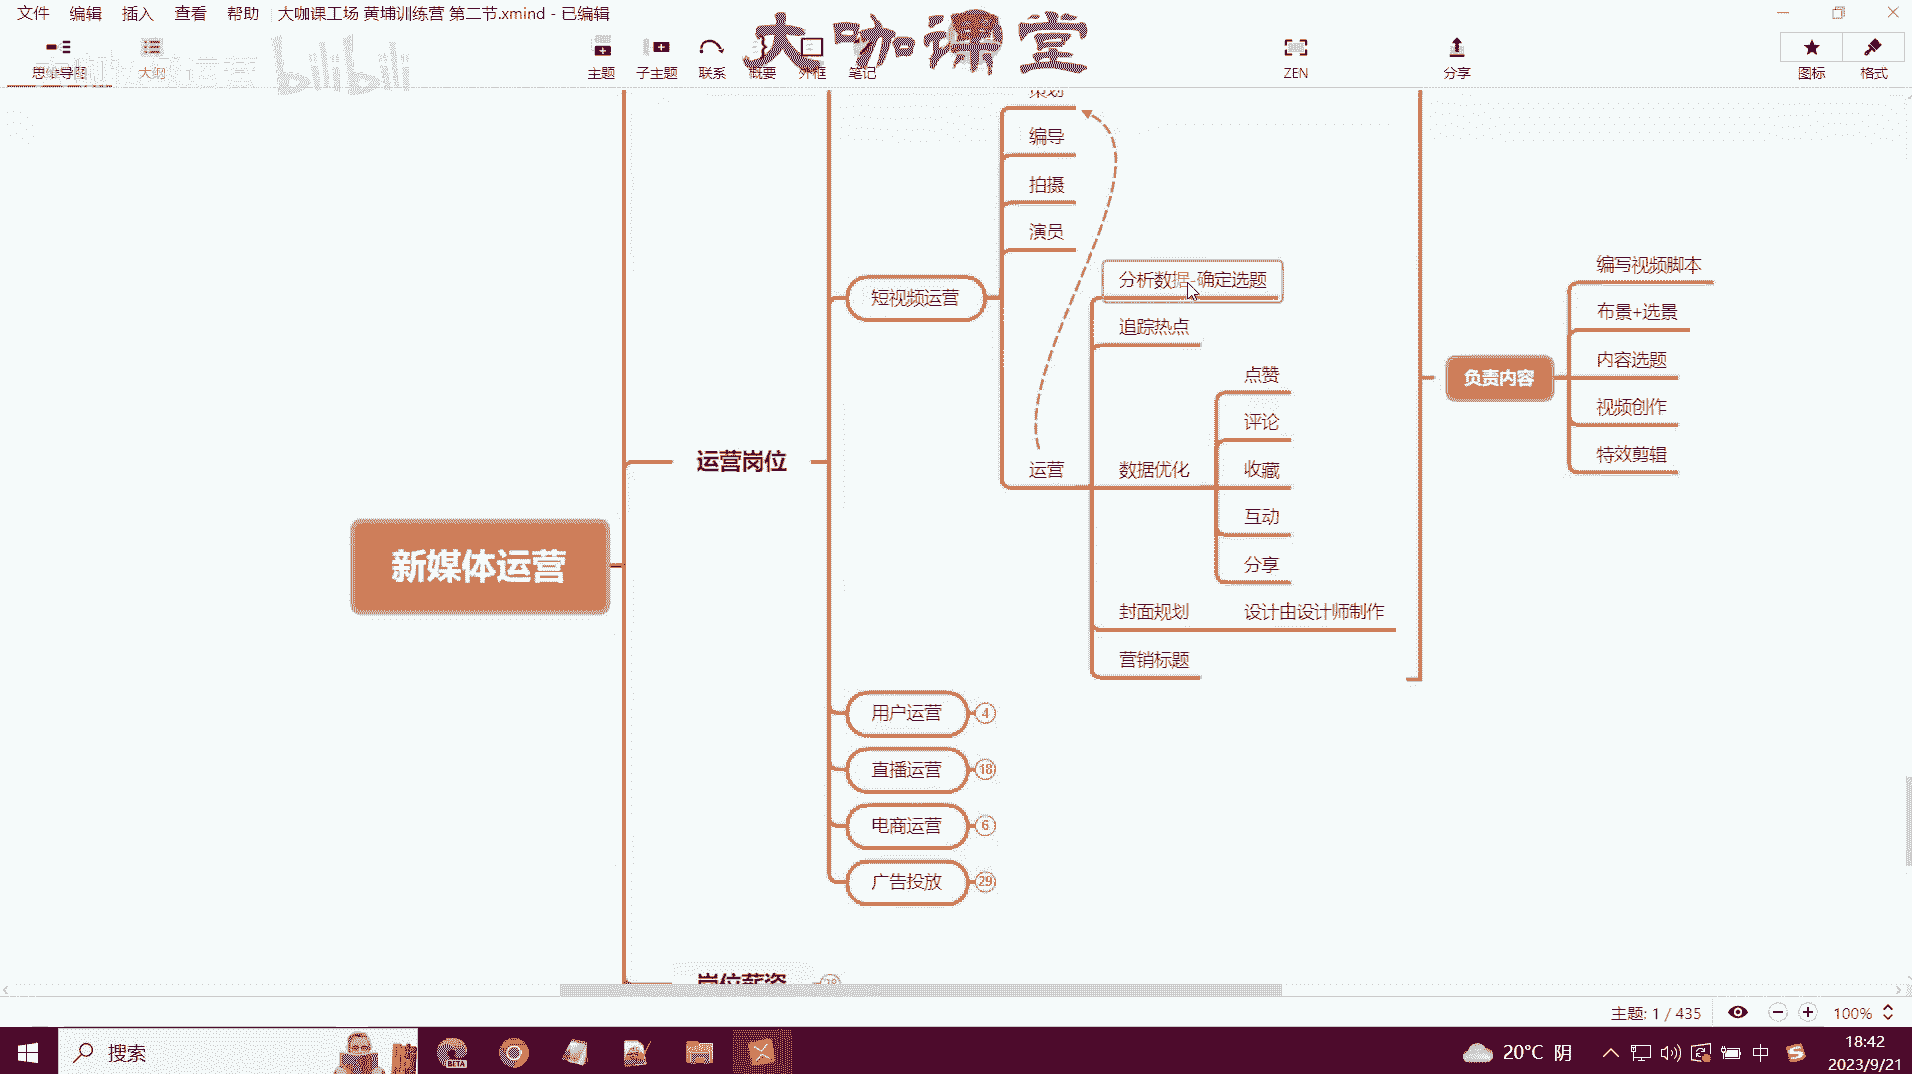 文件 编辑 插入 查看 帮助 大咖课工场 黄埔训练营 第二节.xmind - 已编辑
大咖课堂
bilibili
思维导图 大纲 主题 子主题 联系 概要 外框 笔记 ZEN 分享 图标 格式
策划
编导
拍摄
演员
短视频运营
分析数据-确定选题
追踪热点
点赞
评论
运营 数据优化 收藏
互动
分享
封面规划 设计由设计师制作
营销标题
编写视频脚本
布景+选景
负责内容 内容选题
视频创作
特效剪辑
运营岗位
新媒体运营
用户运营 4
直播运营 18
电商运营 6
广告投放 29
岗位薪资
主题: 1 / 435 100%
搜索
BETA
20°C 阴
中
18:42
2023/9/21